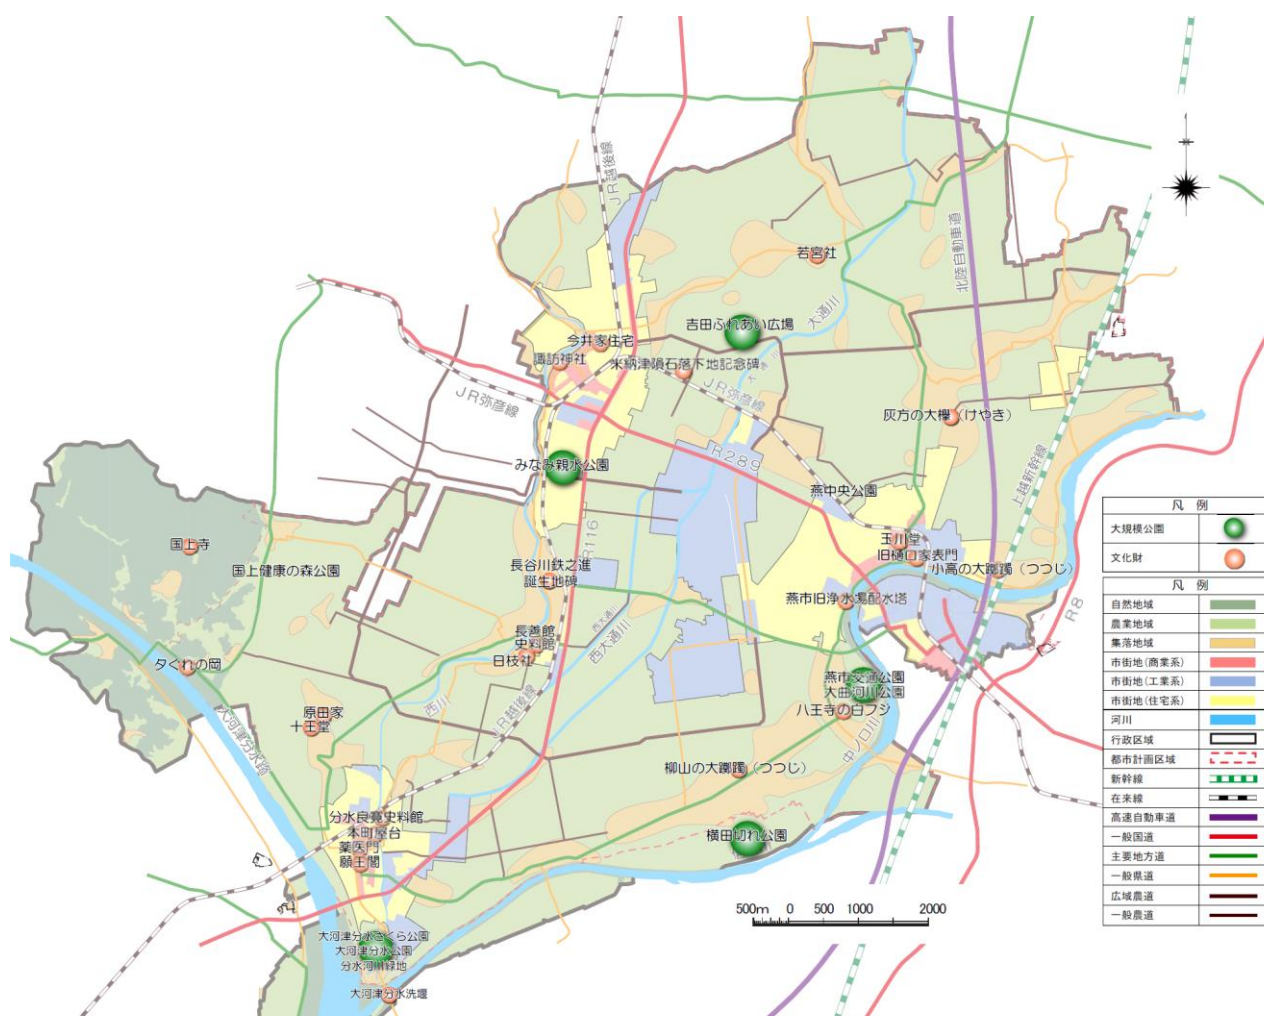 JR越後線
若宮社
北陸自動車道
大通川
吉田ふれあい広場
今井家住宅
諏訪神社
米納津隕石落下地記念碑
JR弥彦線
JR弥彦線
灰方の大欅（けやき）
みなみ親水公園
R289
燕中央公園
上越新幹線
国上寺
国上健康の森公園
R116
長谷川鉄之進
誕生地碑
玉川堂
旧樋口家表門
小高の大躑躅（つつじ）
燕市旧浄水場配水塔
R8
西大通川
西大通川
長善館
史料館
日枝社
夕ぐれの岡
燕市交通公園
大曲河川公園
八王寺の白フジ
西川
JR越後線
原田家
十王堂
大河津分水路
中ノ口川
柳山の大躑躅（つつじ）
分水良寛史料館
本町屋台
薬医門
願王閣
横田切れ公園
大河津分水さくら公園
大河津分水公園
分水河川緑地
大河津分水洗堰
500m 0 500 1000 2000
凡 例
大規模公園
文化財
凡 例
自然地域
農業地域
集落地域
市街地(商業系)
市街地(工業系)
市街地(住宅系)
河川
行政区域
都市計画区域
新幹線
在来線
高速自動車道
一般国道
主要地方道
一般県道
広域農道
一般農道